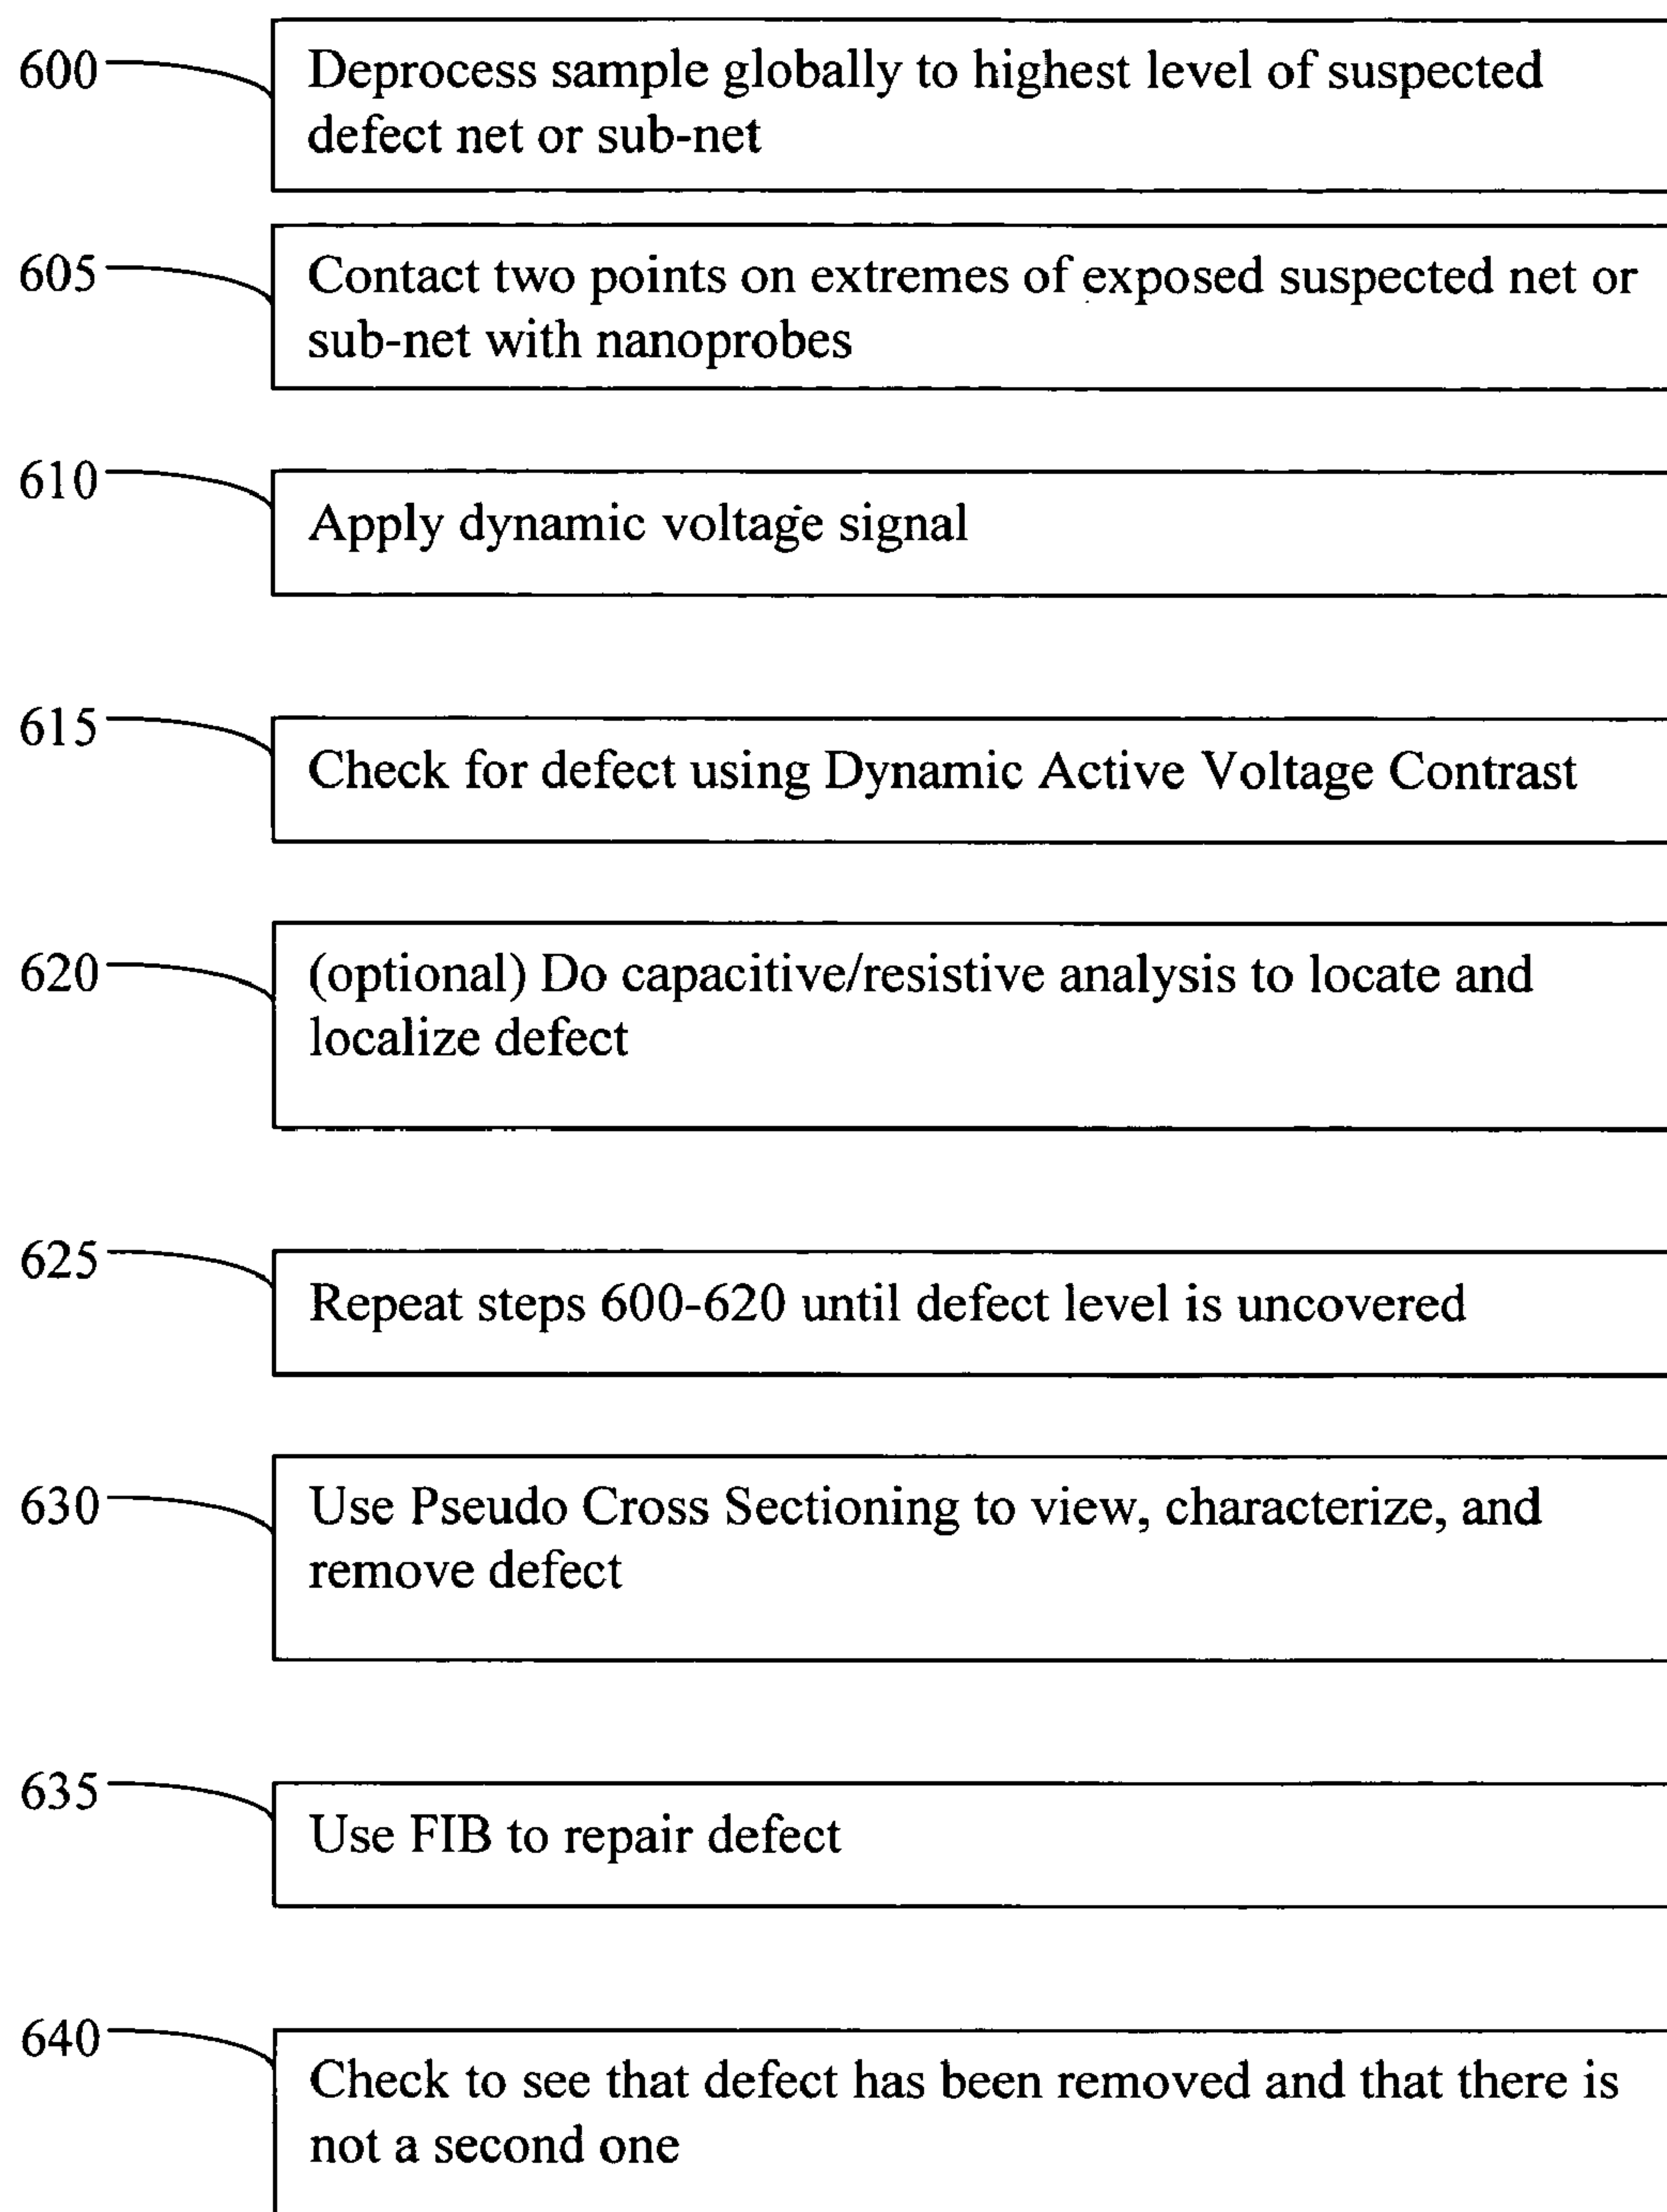 600
Deprocess sample globally to highest level of suspected
defect net or sub-net
605
Contact two points on extremes of exposed suspected net or
sub-net with nanoprobes
610
Apply dynamic voltage signal
615
Check for defect using Dynamic Active Voltage Contrast
620
(optional) Do capacitive/resistive analysis to locate and
localize defect
625
Repeat steps 600-620 until defect level is uncovered
630
Use Pseudo Cross Sectioning to view, characterize, and
remove defect
635
Use FIB to repair defect
640
Check to see that defect has been removed and that there is
not a second one